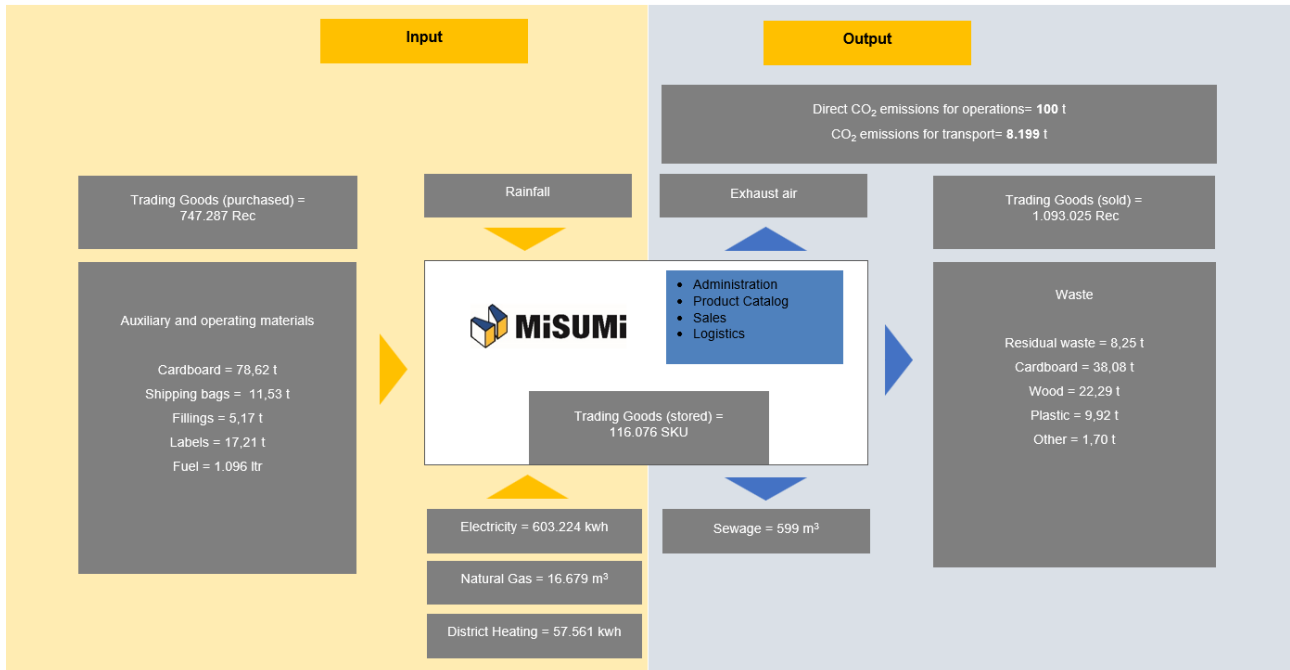 Input
Output
Direct CO2 emissions for operations= 100 t
CO2 emissions for transport= 8.199 t
Trading Goods (purchased) =
747.287 Rec
Rainfall
Exhaust air
Trading Goods (sold) =
1.093.025 Rec
Auxiliary and operating materials
Cardboard = 78,62 t
Shipping bags = 11,53 t
Fillings = 5,17 t
Labels = 17,21 t
Fuel = 1.096 ltr
MiSUMi
• Administration
• Product Catalog
• Sales
• Logistics
Trading Goods (stored) =
116.076 SKU
Waste
Residual waste = 8,25 t
Cardboard = 38,08 t
Wood = 22,29 t
Plastic = 9,92 t
Other = 1,70 t
Electricity = 603.224 kwh
Natural Gas = 16.679 m³
District Heating = 57.561 kwh
Sewage = 599 m³